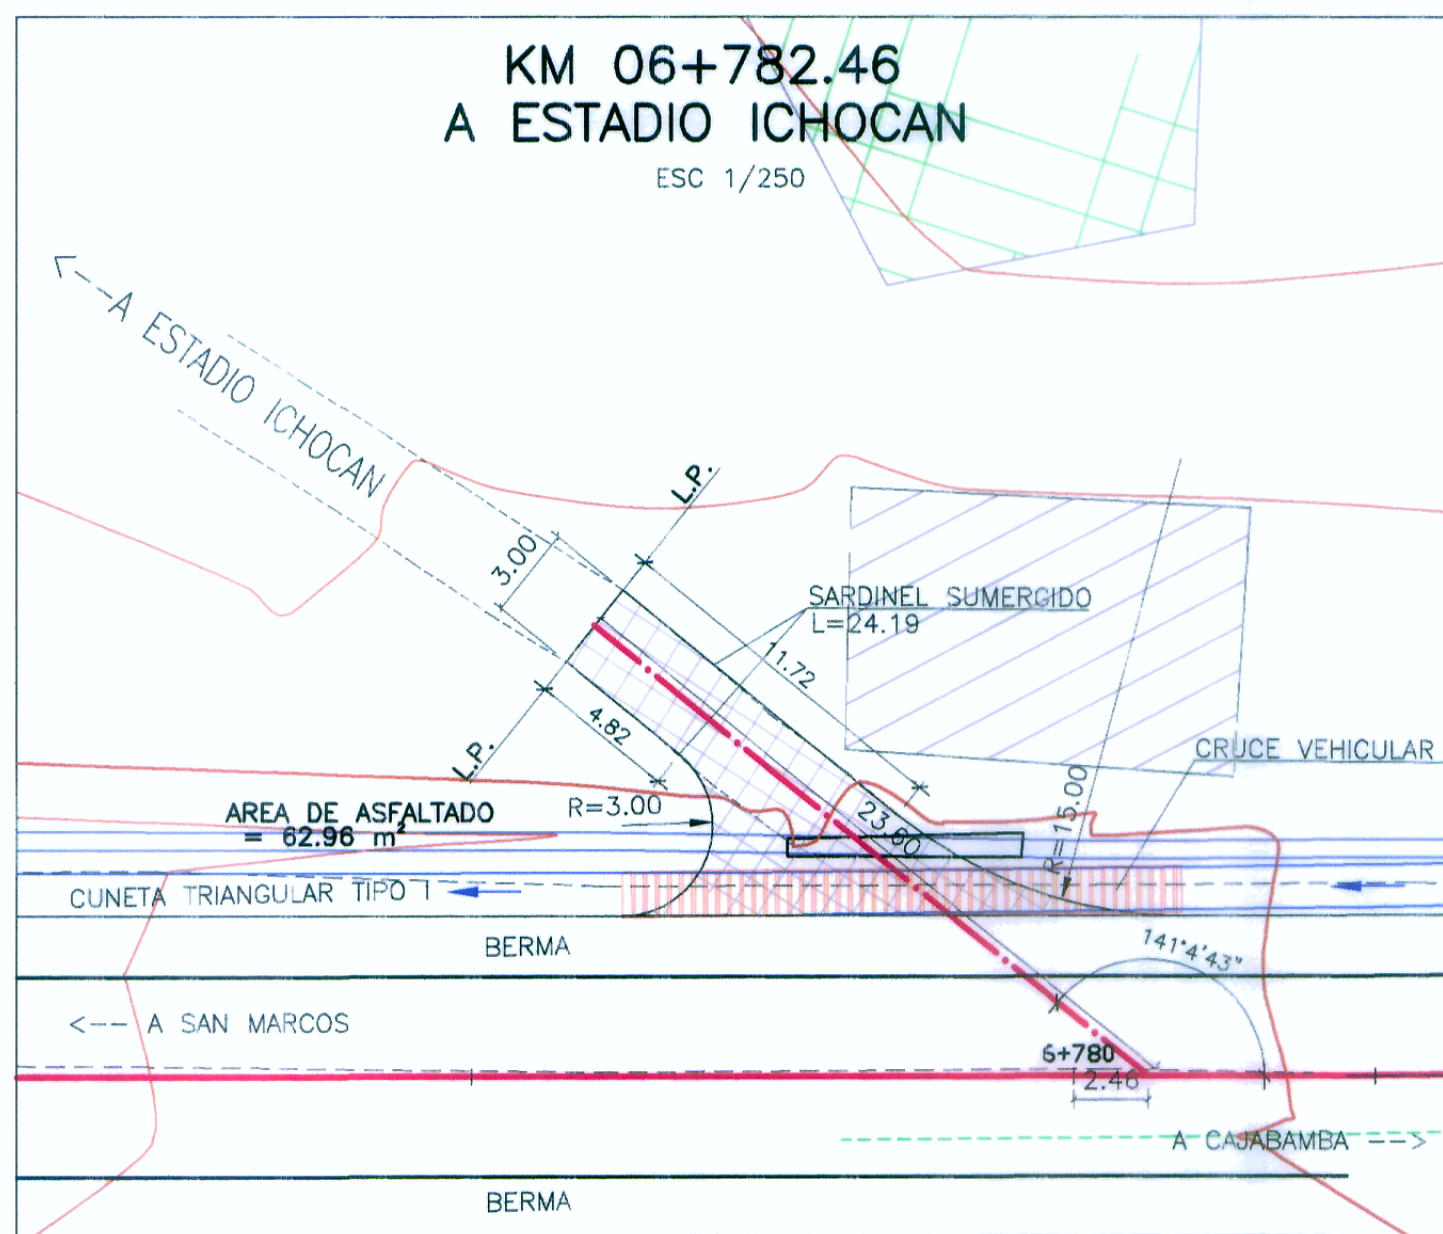 KM 06+782.46
A ESTADIO ICHOCAN
ESC 1/250
<--A ESTADIO ICHOCAN
L.P.
3.00
SARDINEL SUMERGIDO
L=24.19
11.72
4.82
L.P.
CRUCE VEHICULAR
AREA DE ASFALTADO
= 62.96 m²
R=3.00
23.60
R=15.00
CUNETA TRIANGULAR TIPO I
BERMA
141°4'43"
<-- A SAN MARCOS
6+780
2.46
A CAJABAMBA -->
BERMA